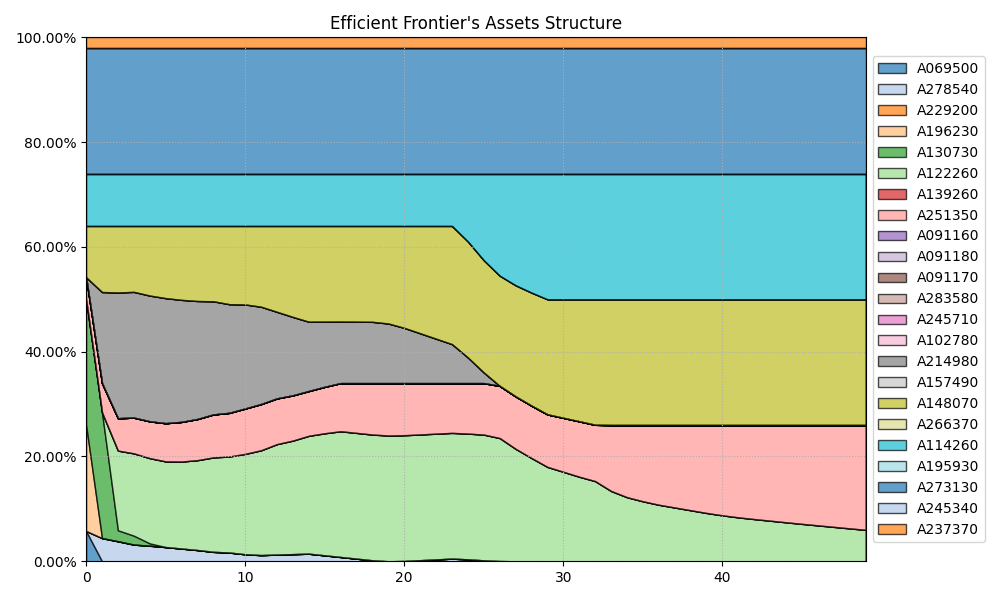 Efficient Frontier's Assets Structure
100.00%
80.00%
60.00%
40.00%
20.00%
0.00%
0
10
20
30
40
A069500
A278540
A229200
A196230
A130730
A122260
A139260
A251350
A091160
A091180
A091170
A283580
A245710
A102780
A214980
A157490
A148070
A266370
A114260
A195930
A273130
A245340
A237370